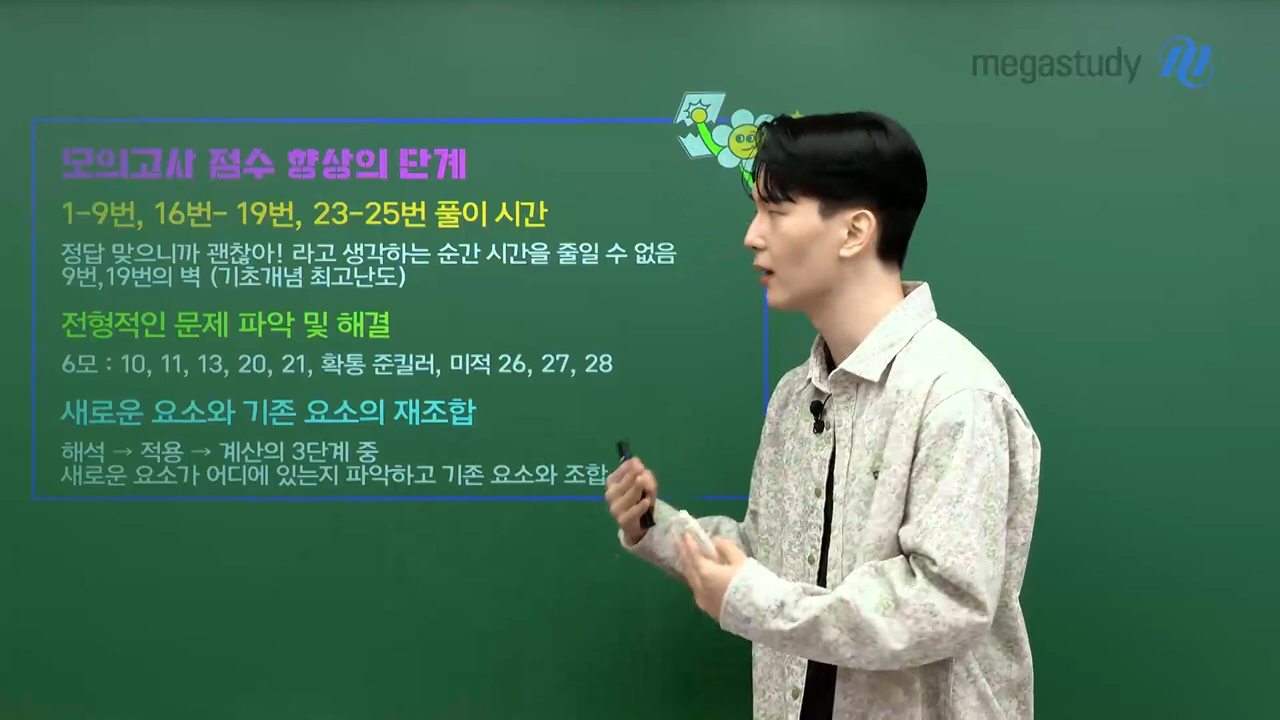 megastudy
모의고사 점수 향상의 단계
1-9번, 16번- 19번, 23-25번 풀이 시간
정답 맞으니까 괜찮아! 라고 생각하는 순간 시간을 줄일 수 없음
9번,19번의 벽 (기초개념 최고난도)
전형적인 문제 파악 및 해결
6모 : 10, 11, 13, 20, 21, 확통 준킬러, 미적 26, 27, 28
새로운 요소와 기존 요소의 재조합
해석 → 적용 → 계산의 3단계 중
새로운 요소가 어디에 있는지 파악하고 기존 요소와 조합